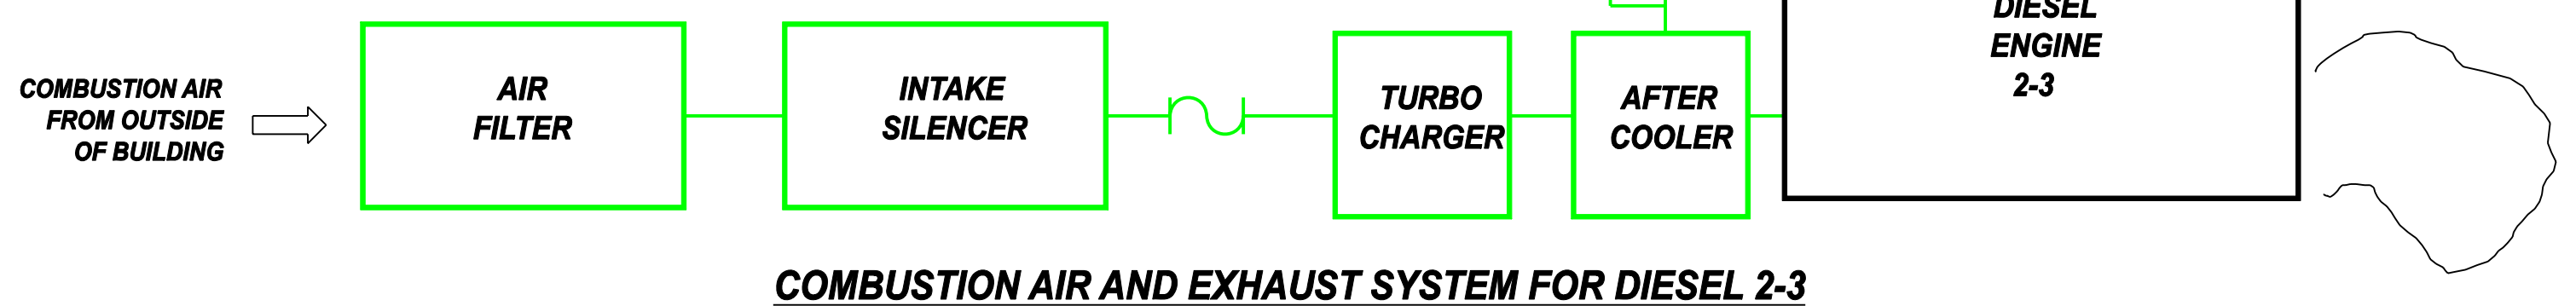 COMBUSTION AIR
FROM OUTSIDE
OF BUILDING
AIR
FILTER
INTAKE
SILENCER
TURBO
CHARGER
AFTER
COOLER
DIESEL
ENGINE
2-3
COMBUSTION AIR AND EXHAUST SYSTEM FOR DIESEL 2-3